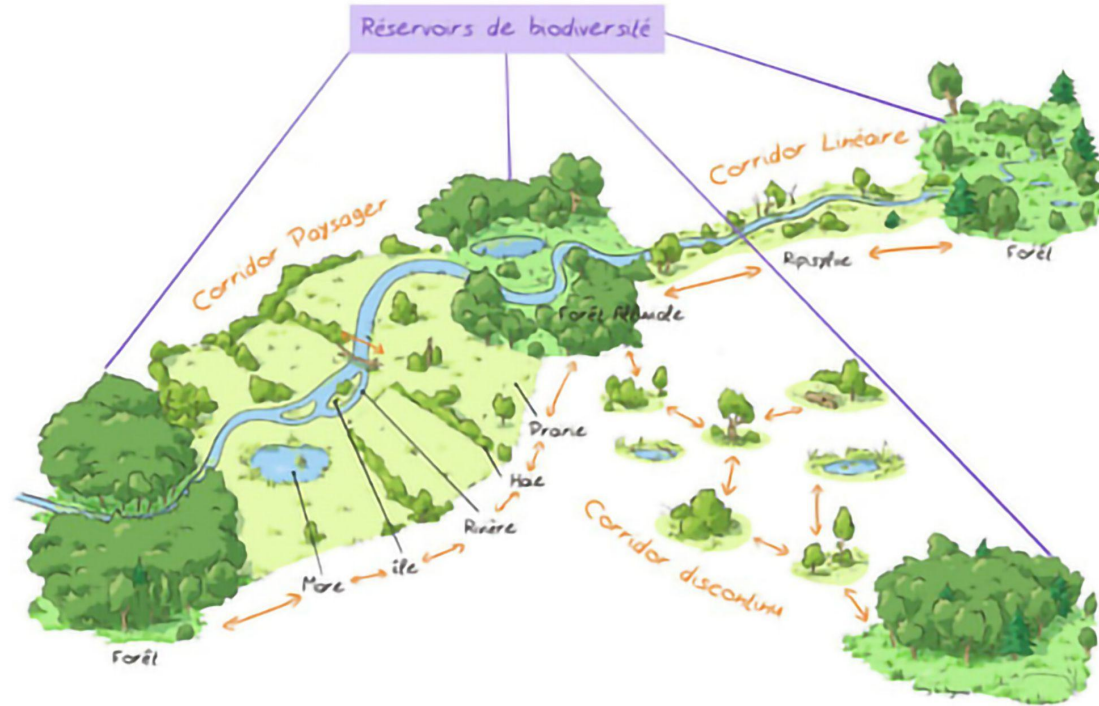 Réservoirs de biodiversité
Corridor Linéaire
Corridor Paysager
Ripisylve
Forêt
Forêt Alluviale
Prairie
Haie
Rivière
île
Mare
Forêt
Corridor discontinu